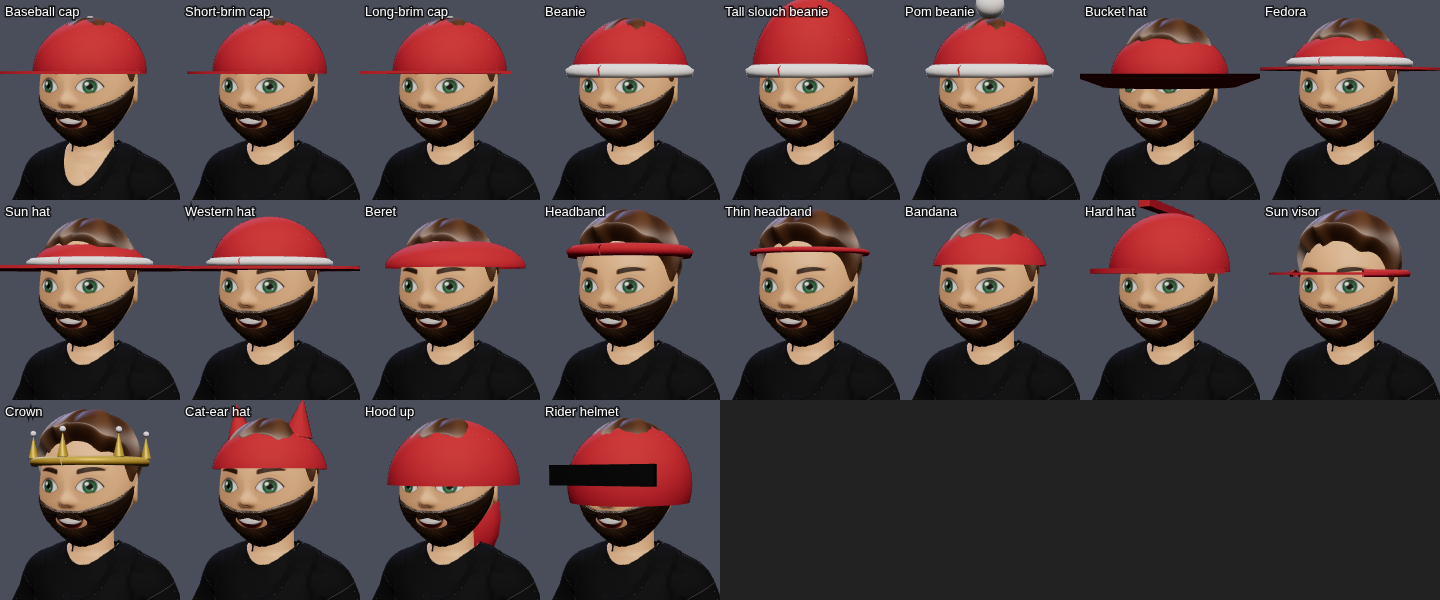 Baseball cap
Short-brim cap
Long-brim cap
Beanie
Tall slouch beanie
Pom beanie
Bucket hat
Fedora
Sun hat
Western hat
Beret
Headband
Thin headband
Bandana
Hard hat
Sun visor
Crown
Cat-ear hat
Hood up
Rider helmet